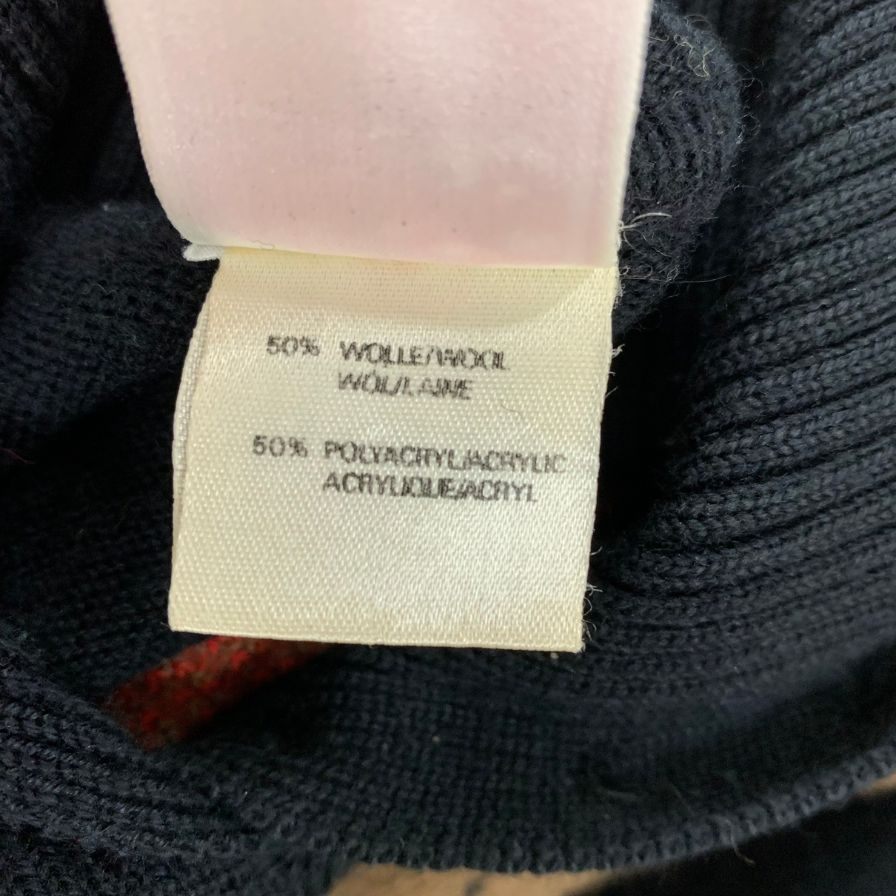 50% WOLLE/WOOL
WOL/LAINE
50% POLYACRYL/ACRYLIC
ACRYLIQUE/ACRYL